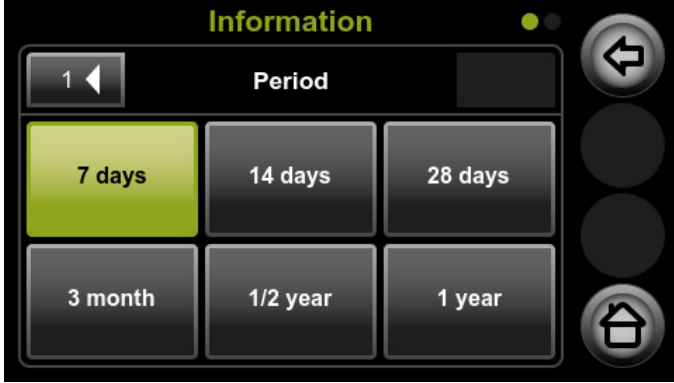 Information
1 Period
7 days 14 days 28 days
3 month 1/2 year 1 year